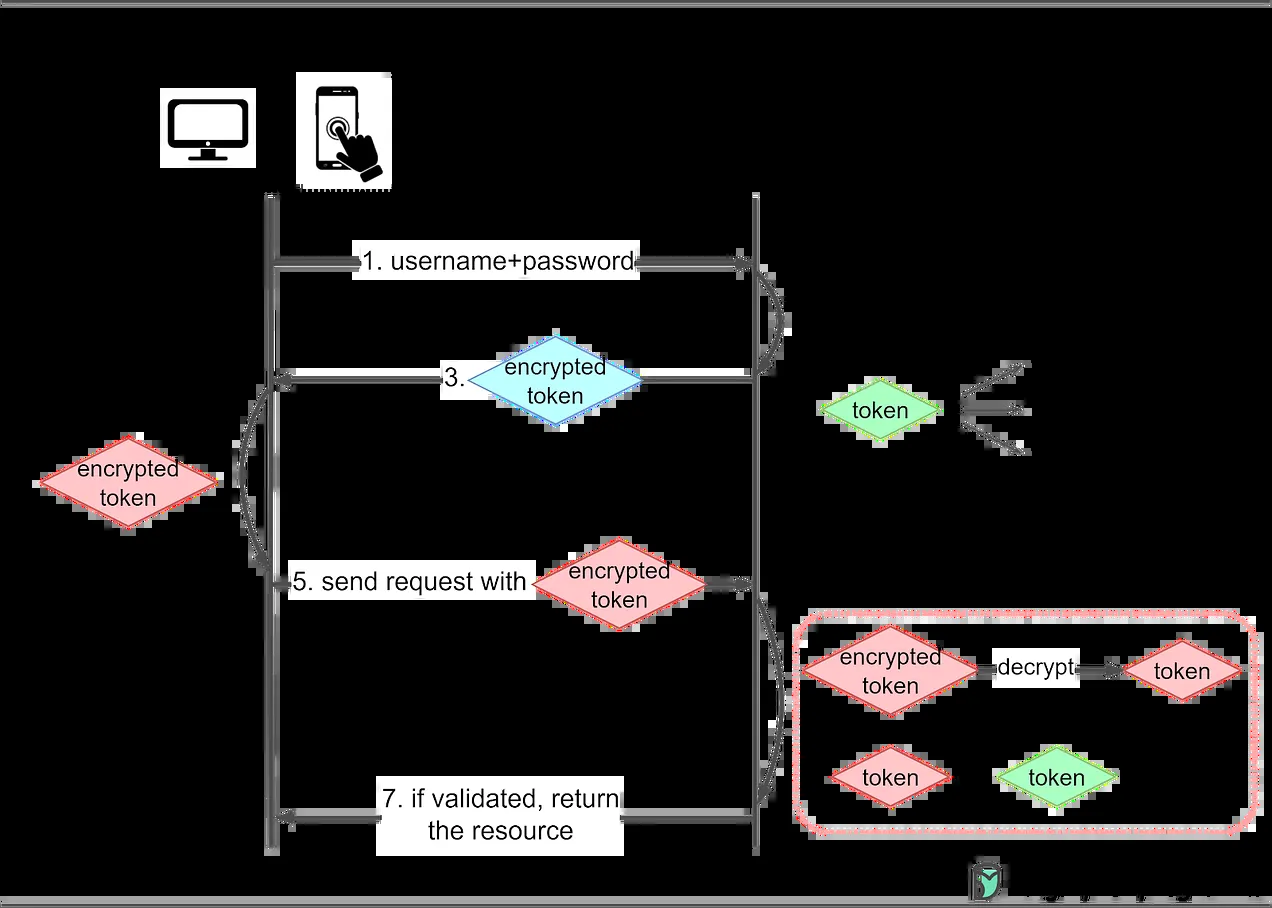 1. username+password
3.
encrypted
token
token
encrypted
token
5. send request with
encrypted
token
encrypted
token
decrypt
token
token
token
7. if validated, return
the resource